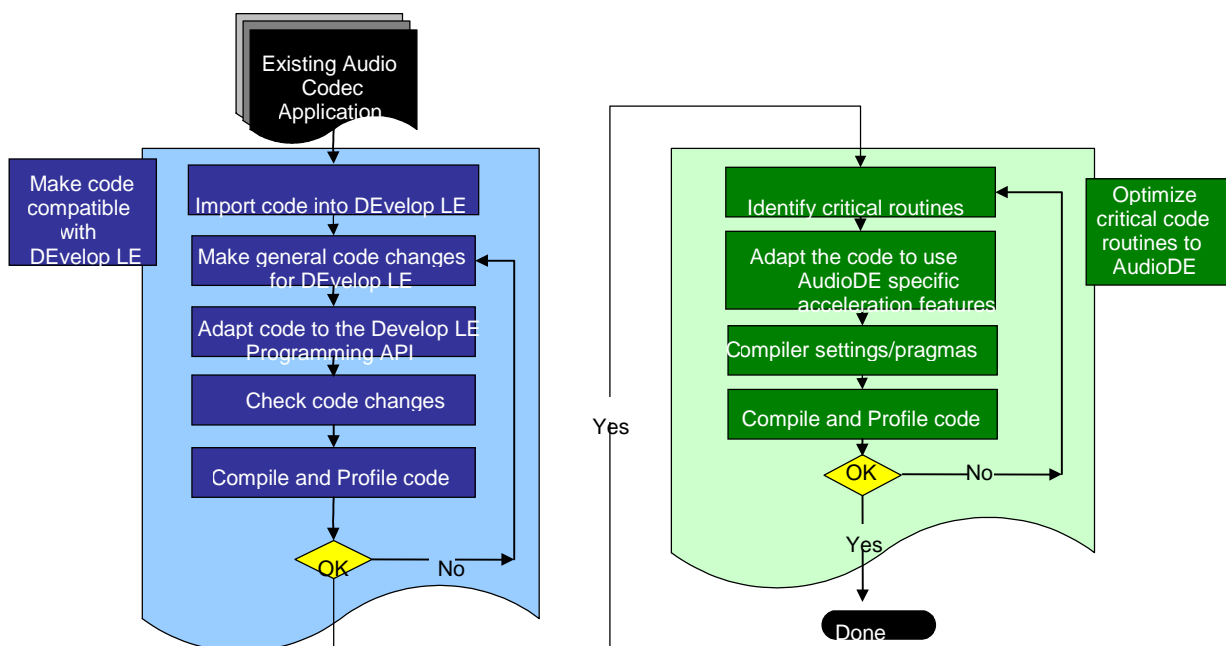 Existing Audio
Codec
Application
Make code
compatible
with
DEvelop LE
Import code into DEvelop LE
Make general code changes
for DEvelop LE
Adapt code to the Develop LE
Programming API
Check code changes
Compile and Profile code
OK
No
Yes
Identify critical routines
Adapt the code to use
AudioDE specific
acceleration features
Compiler settings/pragmas
Compile and Profile code
OK
No
Yes
Done
Optimize
critical code
routines to
AudioDE